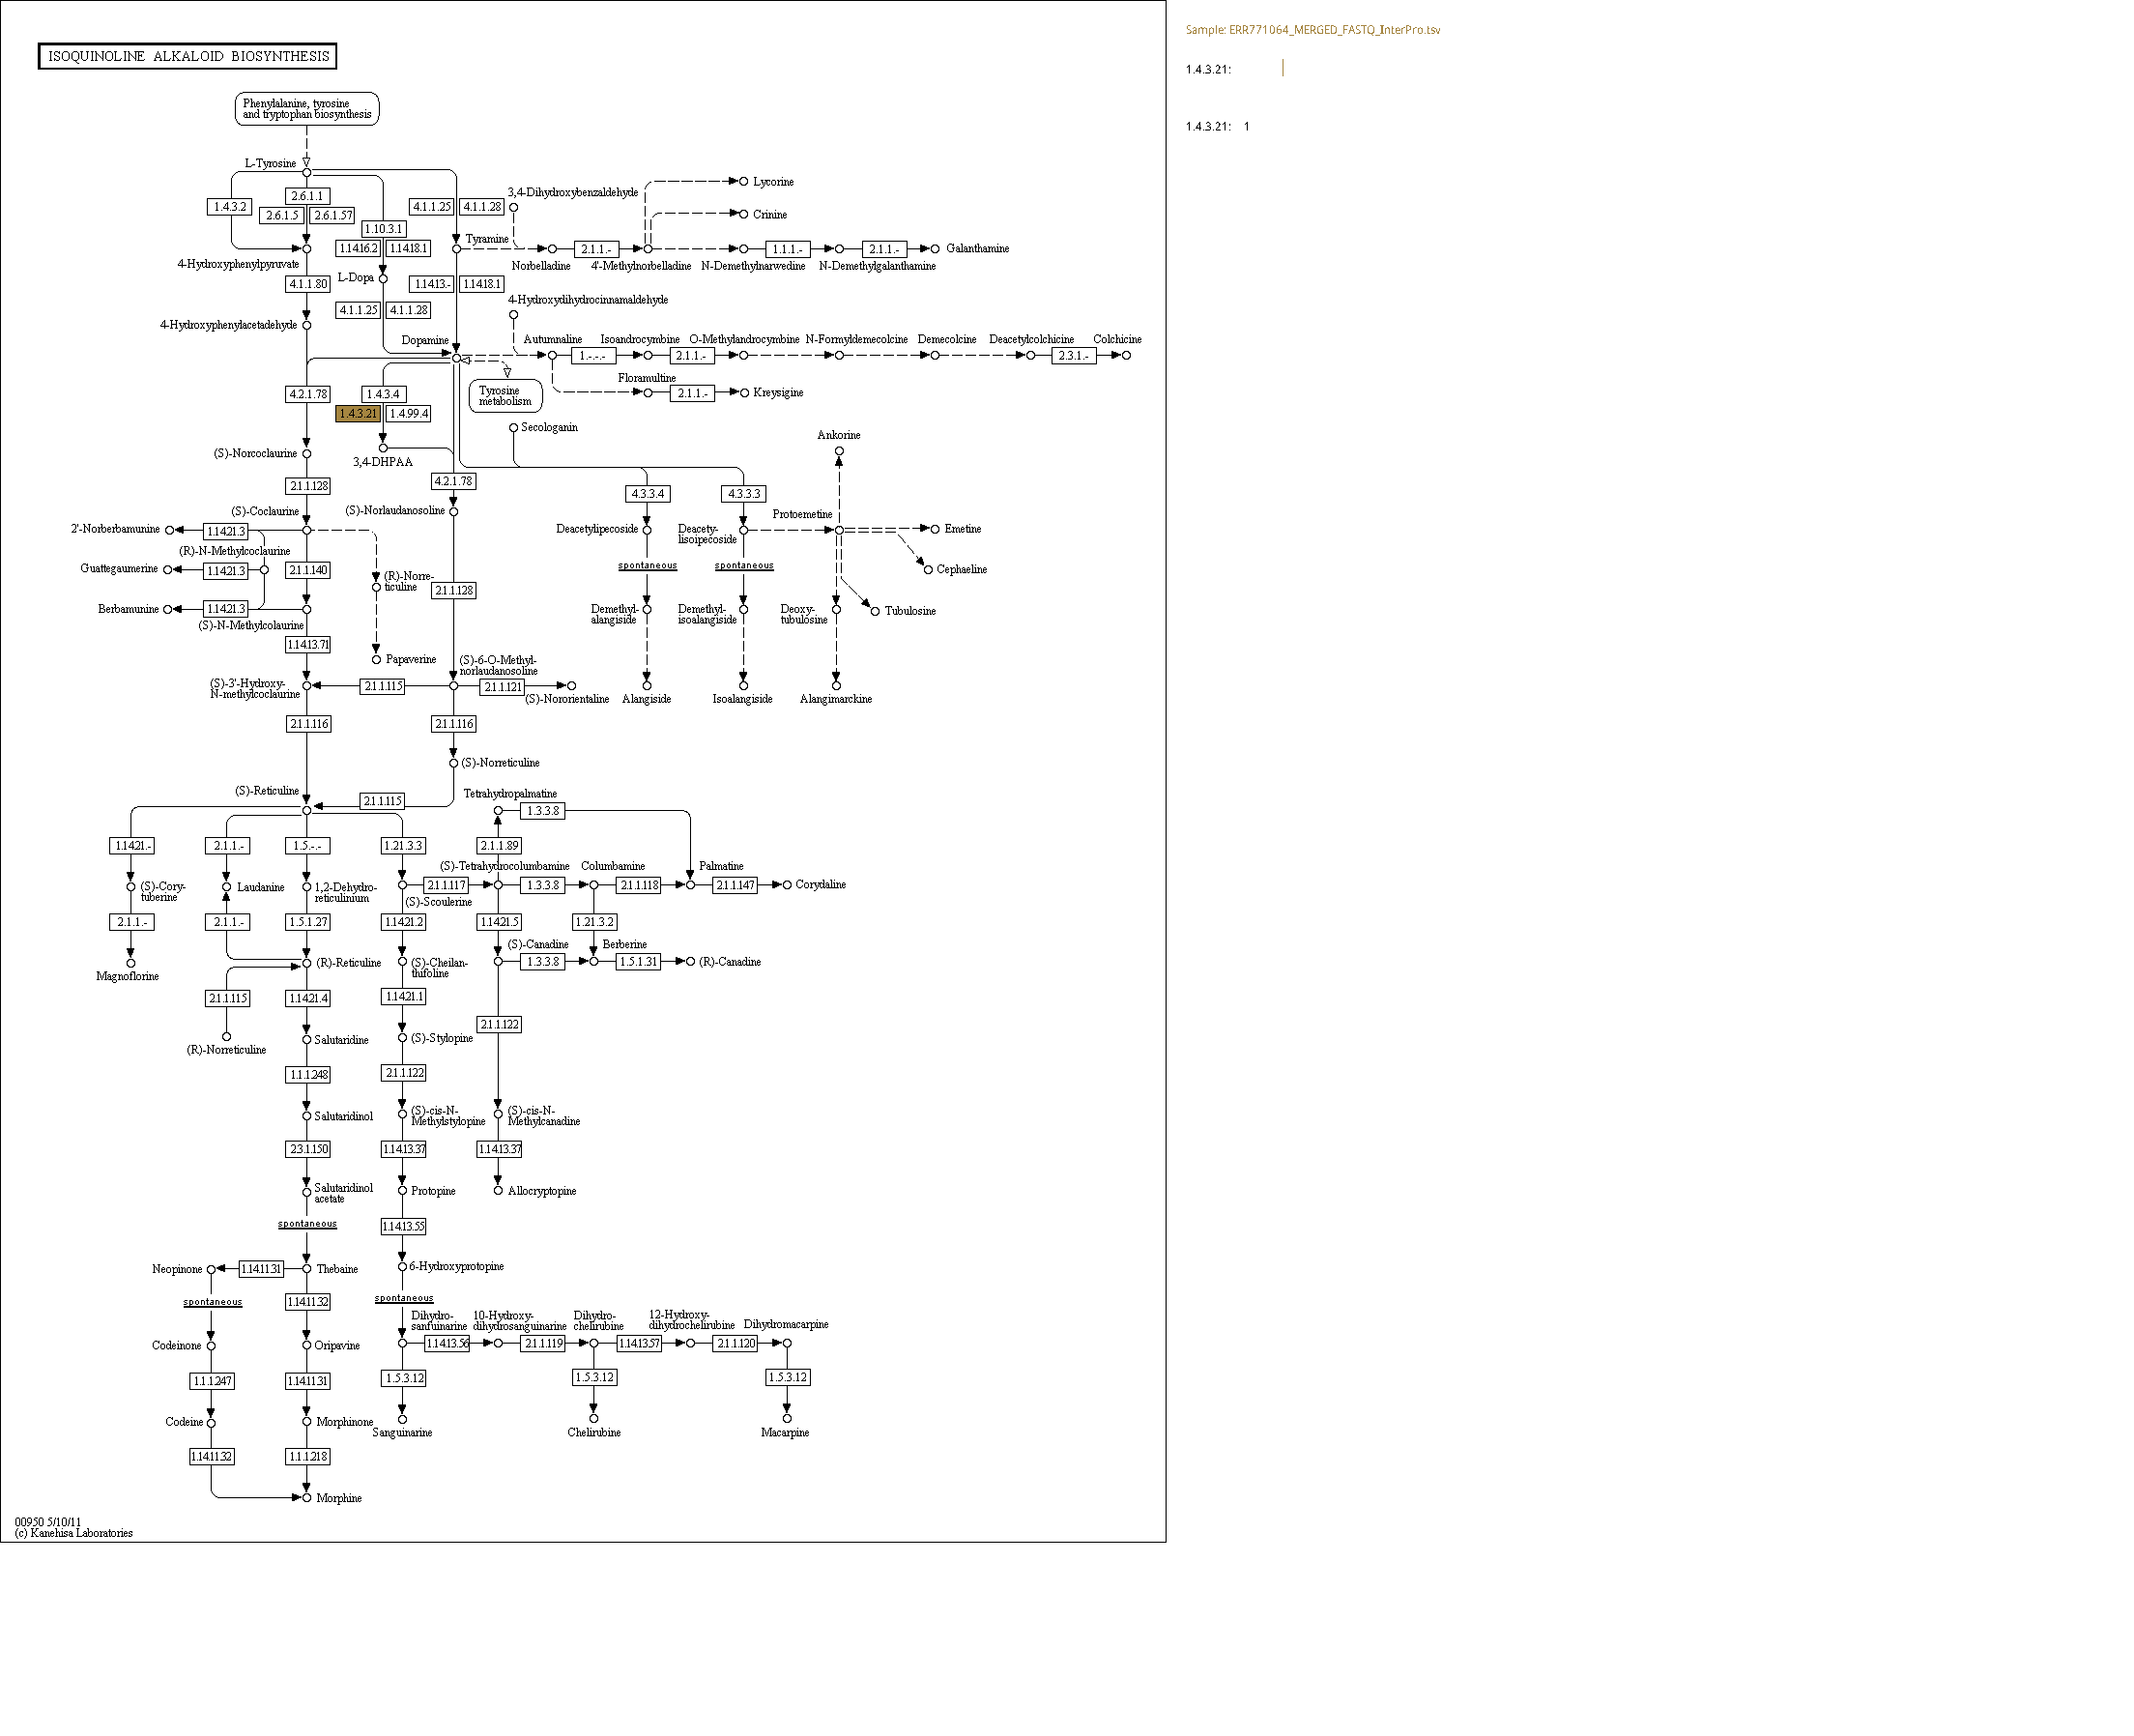 ISOQUINOLINE ALKALOID BIOSYNTHESIS
Sample: ERR771064_MERGED_FASTQ_InterPro.tsv
1.4.3.21:
1.4.3.21: 1
Phenylalanine, tyrosine
and tryptophan biosynthesis
L-Tyrosine
1.4.3.2
2.6.1.1
2.6.1.5
2.6.1.57
1.10.3.1
1.14.16.2
1.14.18.1
4.1.1.25
4.1.1.28
3,4-Dihydroxybenzaldehyde
Lycorine
Crinine
Tyramine
2.1.1.-
1.1.1.-
2.1.1.-
Galanthamine
Norbelladine
4'-Methylnorbelladine
N-Demethylnarwedine
N-Demethylgalanthamine
4-Hydroxyphenylpyruvate
L-Dopa
4.1.1.80
1.14.13.-
1.14.18.1
4.1.1.25
4.1.1.28
4-Hydroxydihydrocinnamaldehyde
4-Hydroxyphenylacetadehyde
Dopamine
Autumnaline
Isoandrocymbine
O-Methylandrocymbine
N-Formyldemecolcine
Demecolcine
Deacetylcolchicine
Colchicine
1.-.-.-
2.1.1.-
2.3.1.-
Floramultine
2.1.1.-
Kreysigine
Tyrosine
metabolism
4.2.1.78
1.4.3.4
1.4.3.21
1.4.99.4
Secologanin
Ankorine
(S)-Norcoclaurine
3,4-DHPAA
4.2.1.78
2.1.1.128
4.3.3.4
4.3.3.3
(S)-Coclaurine
(S)-Norlaudanosoline
Protoemetine
2'-Norberbamunine
1.14.21.3
Deacetylipecoside
Deacety-
lisoipecoside
Emetine
(R)-N-Methylcoclaurine
Guattegaumerine
1.14.21.3
2.1.1.140
(R)-Norre-
ticuline
2.1.1.128
spontaneous
spontaneous
Cephaeline
Berbamunine
1.14.21.3
(S)-N-Methylcolaurine
Demethyl-
alangiside
Demethyl-
isoalangiside
Deoxy-
tubulosine
Tubulosine
1.14.13.71
Papaverine
(S)-6-O-Methyl-
norlaudanosoline
(S)-3'-Hydroxy-
N-methylcoclaurine
2.1.1.115
2.1.1.121
(S)-Nororientaline
Alangiside
Isoalangiside
Alangimarckine
2.1.1.116
2.1.1.116
(S)-Norreticuline
(S)-Reticuline
2.1.1.115
Tetrahydropalmatine
1.3.3.8
1.14.21.-
2.1.1.-
1.5.-.-
1.21.3.3
2.1.1.89
(S)-Tetrahydrocolumbamine
Columbamine
Palmatine
(S)-Cory-
tuberine
Laudanine
1,2-Dehydro-
reticulinium
2.1.1.117
1.3.3.8
2.1.1.118
2.1.1.147
Corydaline
(S)-Scoulerine
2.1.1.-
2.1.1.-
1.5.1.27
1.14.21.2
1.14.21.5
1.21.3.2
(S)-Canadine
Berberine
Magnoflorine
(R)-Reticuline
(S)-Cheilan-
thifoline
1.3.3.8
1.5.1.31
(R)-Canadine
2.1.1.115
1.14.21.4
1.14.21.1
2.1.1.122
(R)-Norreticuline
Salutaridine
(S)-Stylopine
1.1.1.248
2.1.1.122
Salutaridinol
(S)-cis-N-
Methylstylopine
(S)-cis-N-
Methylcanadine
2.3.1.150
1.14.13.37
1.14.13.37
Salutaridinol
acetate
Protopine
Allocryptopine
spontaneous
1.14.13.55
Neopinone
1.14.11.31
Thebaine
6-Hydroxyprotopine
spontaneous
1.14.11.32
spontaneous
Dihydro-
sanfuinarine
10-Hydroxy-
dihydrosanguinarine
Dihydro-
chelirubine
12-Hydroxy-
dihydrochelirubine
Dihydromacarpine
Codeinone
Oripavine
1.14.13.56
2.1.1.119
1.14.13.57
2.1.1.120
1.1.1.247
1.14.11.31
1.5.3.12
1.5.3.12
1.5.3.12
Codeine
Morphinone
Sanguinarine
Chelirubine
Macarpine
1.14.11.32
1.1.1.218
Morphine
00950 5/10/11
(c) Kanehisa Laboratories